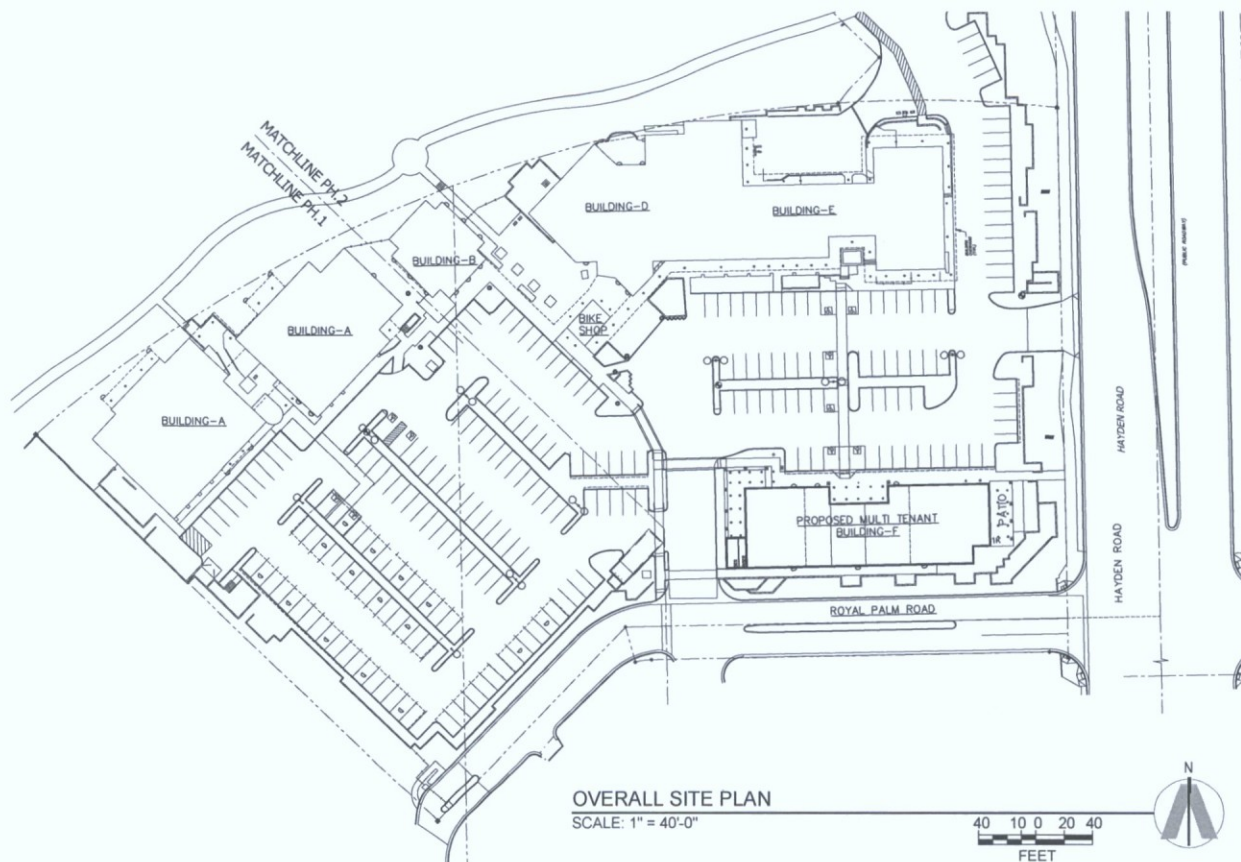 MATCHLINE PH.2
MATCHLINE PH.1
BUILDING-D
BUILDING-E
BUILDING-B
BUILDING-A
BIKE
SHOP
BUILDING-A
HAYDEN ROAD
HAYDEN ROAD
PROPOSED MULTI TENANT
BUILDING-F
PATIO
ROYAL PALM ROAD
OVERALL SITE PLAN
SCALE: 1" = 40'-0"
N
40 10 0 20 40
FEET